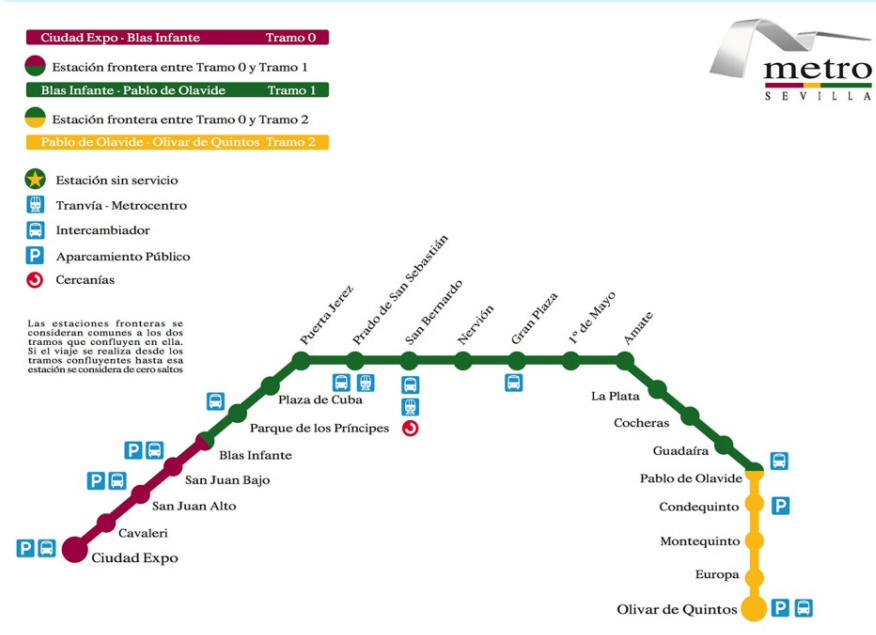 Ciudad Expo - Blas Infante Tramo 0
Estación frontera entre Tramo 0 y Tramo 1
Blas Infante - Pablo de Olavide Tramo 1
Estación frontera entre Tramo 0 y Tramo 2
Pablo de Olavide - Olivar de Quintos Tramo 2
metro
SEVILLA
Estación sin servicio
Tranvía - Metrocentro
Intercambiador
P Aparcamiento Público
Cercanías
Las estaciones fronteras se
consideran comunes a los dos
tramos que confluyen en ella.
Si el viaje se realiza desde los
tramos confluyentes hasta esa
estación se considera de cero saltos
Puerta Jerez
Prado de San Sebastián
San Bernardo
Nervión
Gran Plaza
1º de Mayo
Amate
Plaza de Cuba
Parque de los Príncipes
Blas Infante
P
San Juan Bajo
P
San Juan Alto
Cavaleri
P
Ciudad Expo
La Plata
Cocheras
Guadaíra
Pablo de Olavide
Condequinto
P
Montequinto
Europa
Olivar de Quintos
P